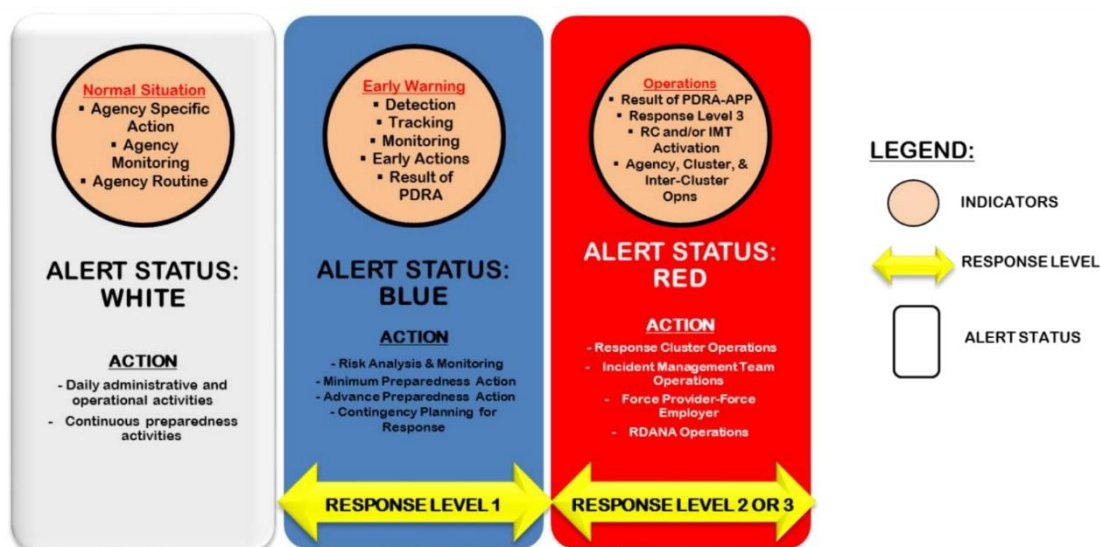 Normal Situation
▪ Agency Specific
Action
▪ Agency
Monitoring
▪ Agency Routine
ALERT STATUS:
WHITE
ACTION
- Daily administrative and
operational activities
- Continuous preparedness
activities
Early Warning
▪ Detection
▪ Tracking
▪ Monitoring
▪ Early Actions
▪ Result of
PDRA
ALERT STATUS:
BLUE
ACTION
- Risk Analysis & Monitoring
- Minimum Preparedness Action
- Advance Preparedness Action
- Contingency Planning for
Response
RESPONSE LEVEL 1
Operations
▪ Result of PDRA-APP
▪ Response Level 3
▪ RC and/or IMT
Activation
▪ Agency, Cluster, &
Inter-Cluster
Opns
ALERT STATUS:
RED
ACTION
- Response Cluster Operations
- Incident Management Team
Operations
- Force Provider-Force
Employer
- RDANA Operations
RESPONSE LEVEL 2 OR 3
LEGEND:
INDICATORS
RESPONSE LEVEL
ALERT STATUS